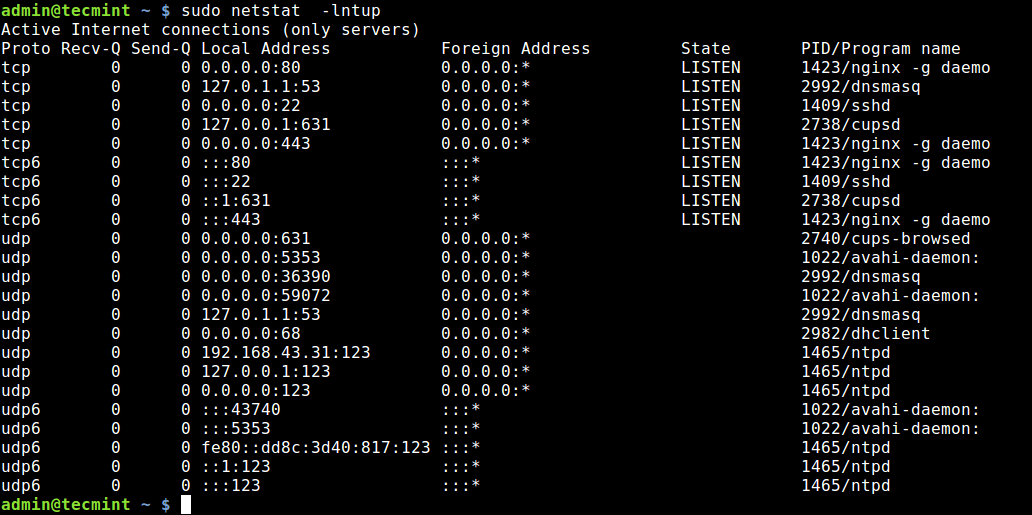 admin@tecmint ~ $ sudo netstat  -lntup
Active Internet connections (only servers)
Proto Recv-Q Send-Q Local Address           Foreign Address         State       PID/Program name
tcp        0      0 0.0.0.0:80              0.0.0.0:*               LISTEN      1423/nginx -g daemo
tcp        0      0 127.0.1.1:53            0.0.0.0:*               LISTEN      2992/dnsmasq
tcp        0      0 0.0.0.0:22              0.0.0.0:*               LISTEN      1409/sshd
tcp        0      0 127.0.0.1:631           0.0.0.0:*               LISTEN      2738/cupsd
tcp        0      0 0.0.0.0:443             0.0.0.0:*               LISTEN      1423/nginx -g daemo
tcp6       0      0 :::80                   :::*                    LISTEN      1423/nginx -g daemo
tcp6       0      0 :::22                   :::*                    LISTEN      1409/sshd
tcp6       0      0 ::1:631                 :::*                    LISTEN      2738/cupsd
tcp6       0      0 :::443                  :::*                    LISTEN      1423/nginx -g daemo
udp        0      0 0.0.0.0:631             0.0.0.0:*                           2740/cups-browsed
udp        0      0 0.0.0.0:5353            0.0.0.0:*                           1022/avahi-daemon:
udp        0      0 0.0.0.0:36390           0.0.0.0:*                           2992/dnsmasq
udp        0      0 0.0.0.0:59072           0.0.0.0:*                           1022/avahi-daemon:
udp        0      0 127.0.1.1:53            0.0.0.0:*                           2992/dnsmasq
udp        0      0 0.0.0.0:68              0.0.0.0:*                           2982/dhclient
udp        0      0 192.168.43.31:123       0.0.0.0:*                           1465/ntpd
udp        0      0 127.0.0.1:123           0.0.0.0:*                           1465/ntpd
udp        0      0 0.0.0.0:123             0.0.0.0:*                           1465/ntpd
udp6       0      0 :::43740                :::*                                1022/avahi-daemon:
udp6       0      0 :::5353                 :::*                                1022/avahi-daemon:
udp6       0      0 fe80::dd8c:3d40:817:123 :::*                                1465/ntpd
udp6       0      0 ::1:123                 :::*                                1465/ntpd
udp6       0      0 :::123                  :::*                                1465/ntpd
admin@tecmint ~ $